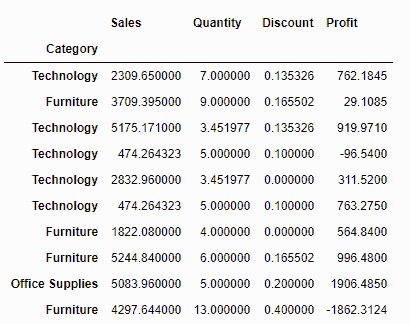 Sales Quantity Discount Profit
Category
Technology 2309.650000 7.000000 0.135326 762.1845
Furniture 3709.395000 9.000000 0.165502 29.1085
Technology 5175.171000 3.451977 0.135326 919.9710
Technology 474.264323 5.000000 0.100000 -96.5400
Technology 2832.960000 3.451977 0.000000 311.5200
Technology 474.264323 5.000000 0.100000 763.2750
Furniture 1822.080000 4.000000 0.000000 564.8400
Furniture 5244.840000 6.000000 0.165502 996.4800
Office Supplies 5083.960000 5.000000 0.200000 1906.4850
Furniture 4297.644000 13.000000 0.400000 -1862.3124